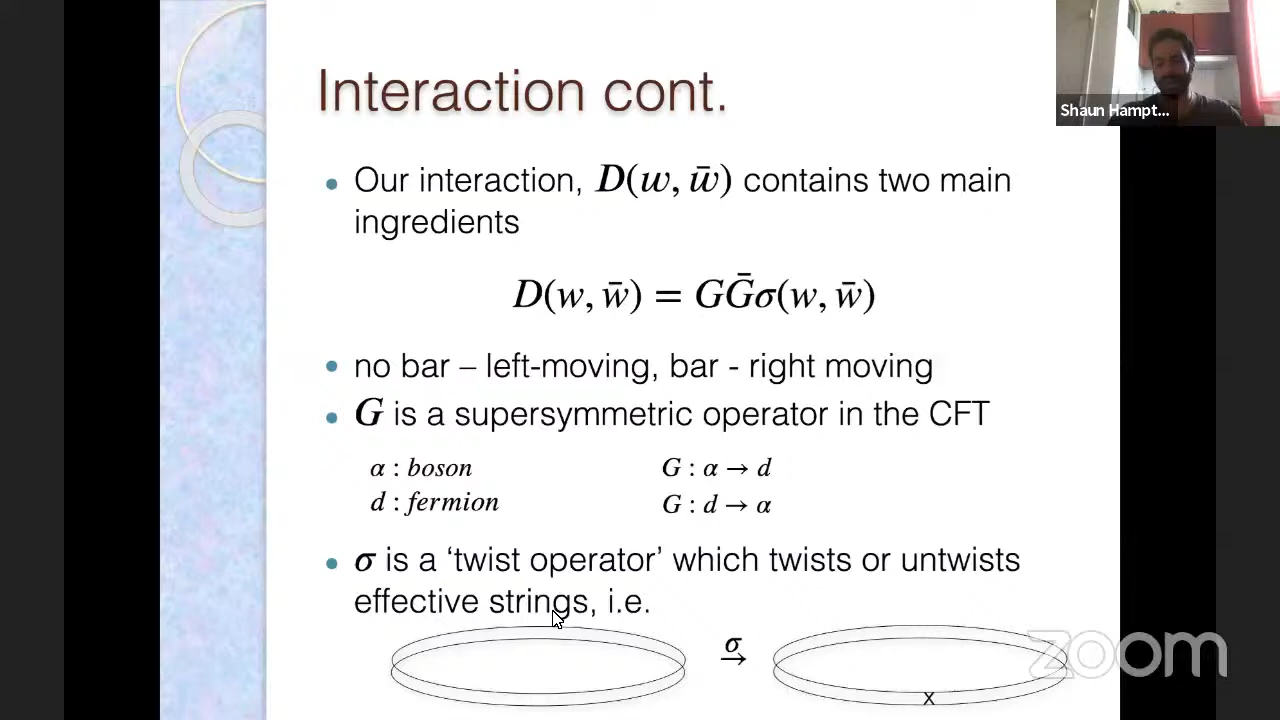 Interaction cont.
Shaun Hampt...
• Our interaction, D(w, w̄) contains two main
ingredients
D(w, w̄) = GḠσ(w, w̄)
• no bar – left-moving, bar - right moving
• G is a supersymmetric operator in the CFT
α : boson G : α → d
d : fermion G : d → α
• σ is a ‘twist operator’ which twists or untwists
effective strings, i.e.
σ
→
x
zoom